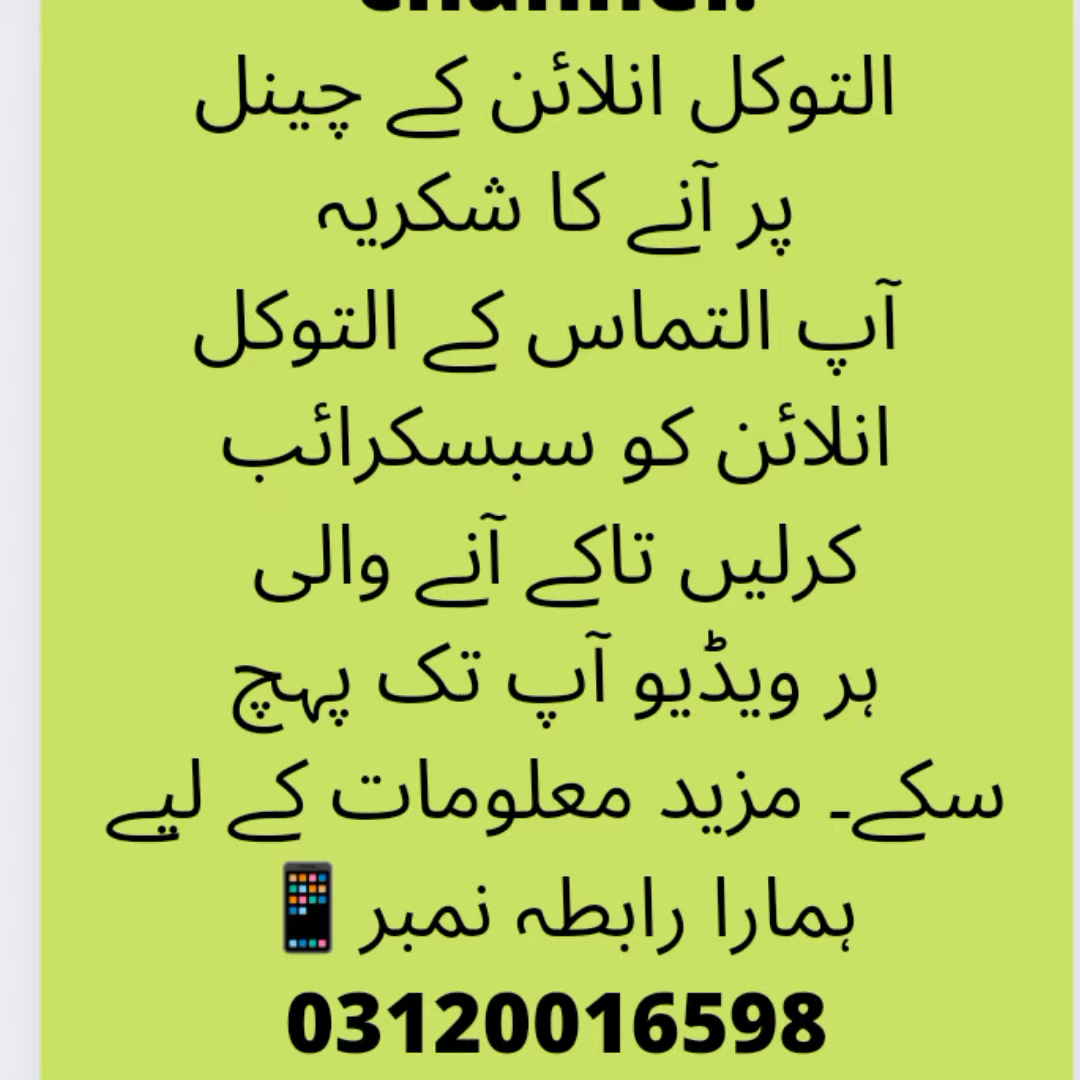 channel.
التوکل انلائن کے چینل
پر آنے کا شکریہ
آپ التماس کے التوکل
انلائن کو سبسکرائب
کرلیں تاکے آنے والی
ہر ویڈیو آپ تک پہچ
سکے۔ مزید معلومات کے لیے
ہمارا رابطہ نمبر📱
03120016598